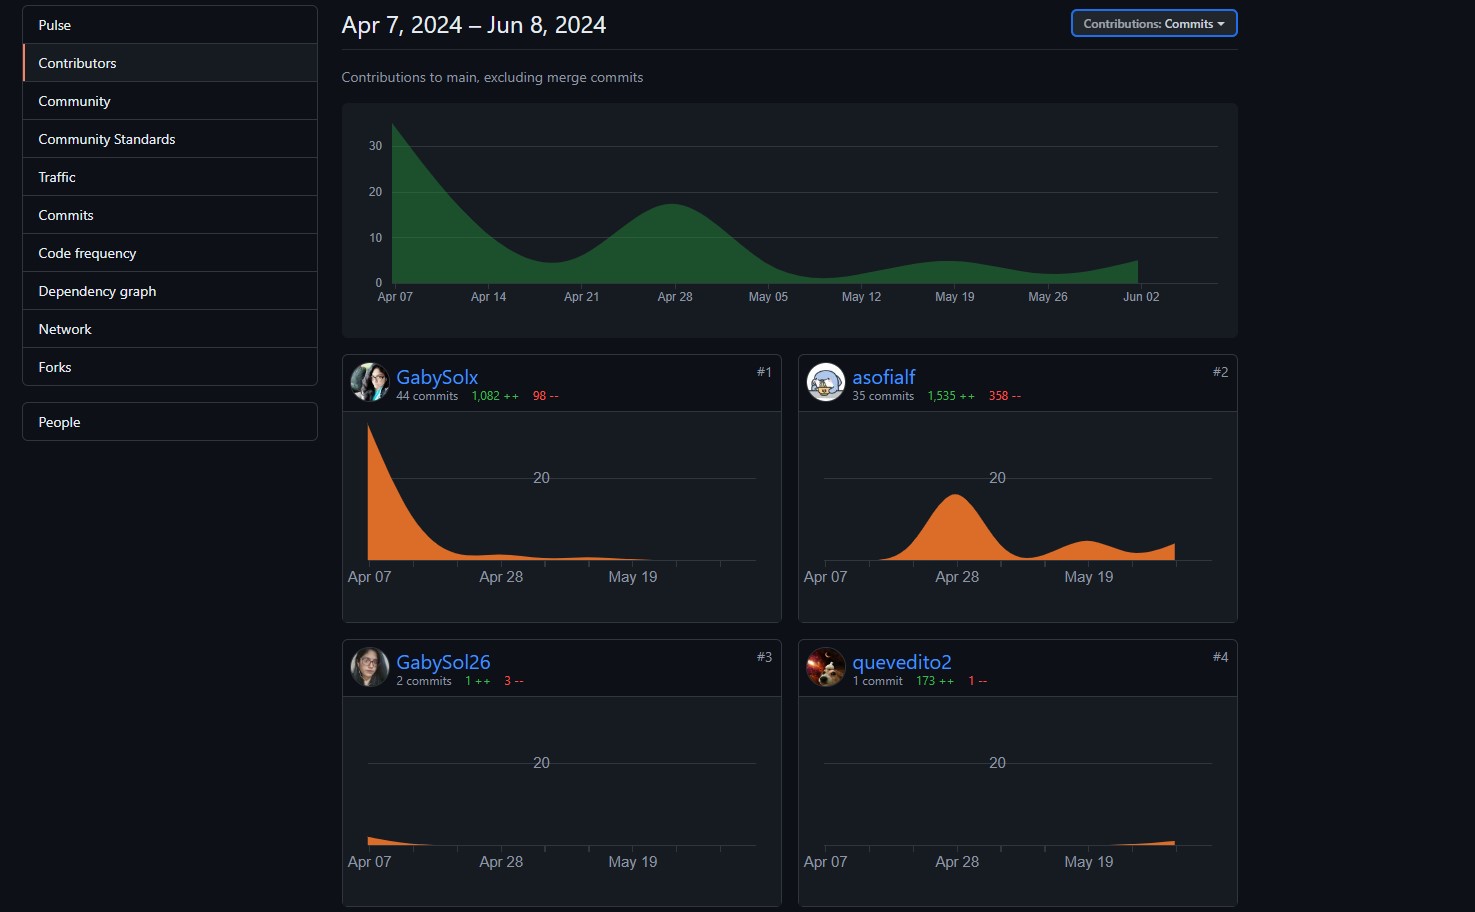 Pulse
Contributors
Community
Community Standards
Traffic
Commits
Code frequency
Dependency graph
Network
Forks
People
Apr 7, 2024 – Jun 8, 2024
Contributions: Commits
Contributions to main, excluding merge commits
30
20
10
0
Apr 07 Apr 14 Apr 21 Apr 28 May 05 May 12 May 19 May 26 Jun 02
GabySolx #1
44 commits 1,082 ++ 98 --
20
Apr 07 Apr 28 May 19
asofialf #2
35 commits 1,535 ++ 358 --
20
Apr 07 Apr 28 May 19
GabySol26 #3
2 commits 1 ++ 3 --
20
Apr 07 Apr 28 May 19
quevedito2 #4
1 commit 173 ++ 1 --
20
Apr 07 Apr 28 May 19